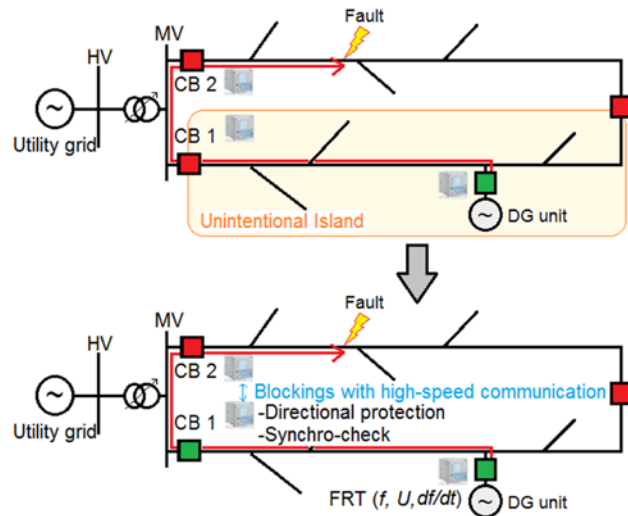 Fault
MV
HV
CB 2
CB 1
Utility grid
DG unit
Unintentional Island
Fault
MV
HV
CB 2
Blockings with high-speed communication
CB 1
-Directional protection
-Synchro-check
Utility grid
FRT (f, U, df/dt)
DG unit